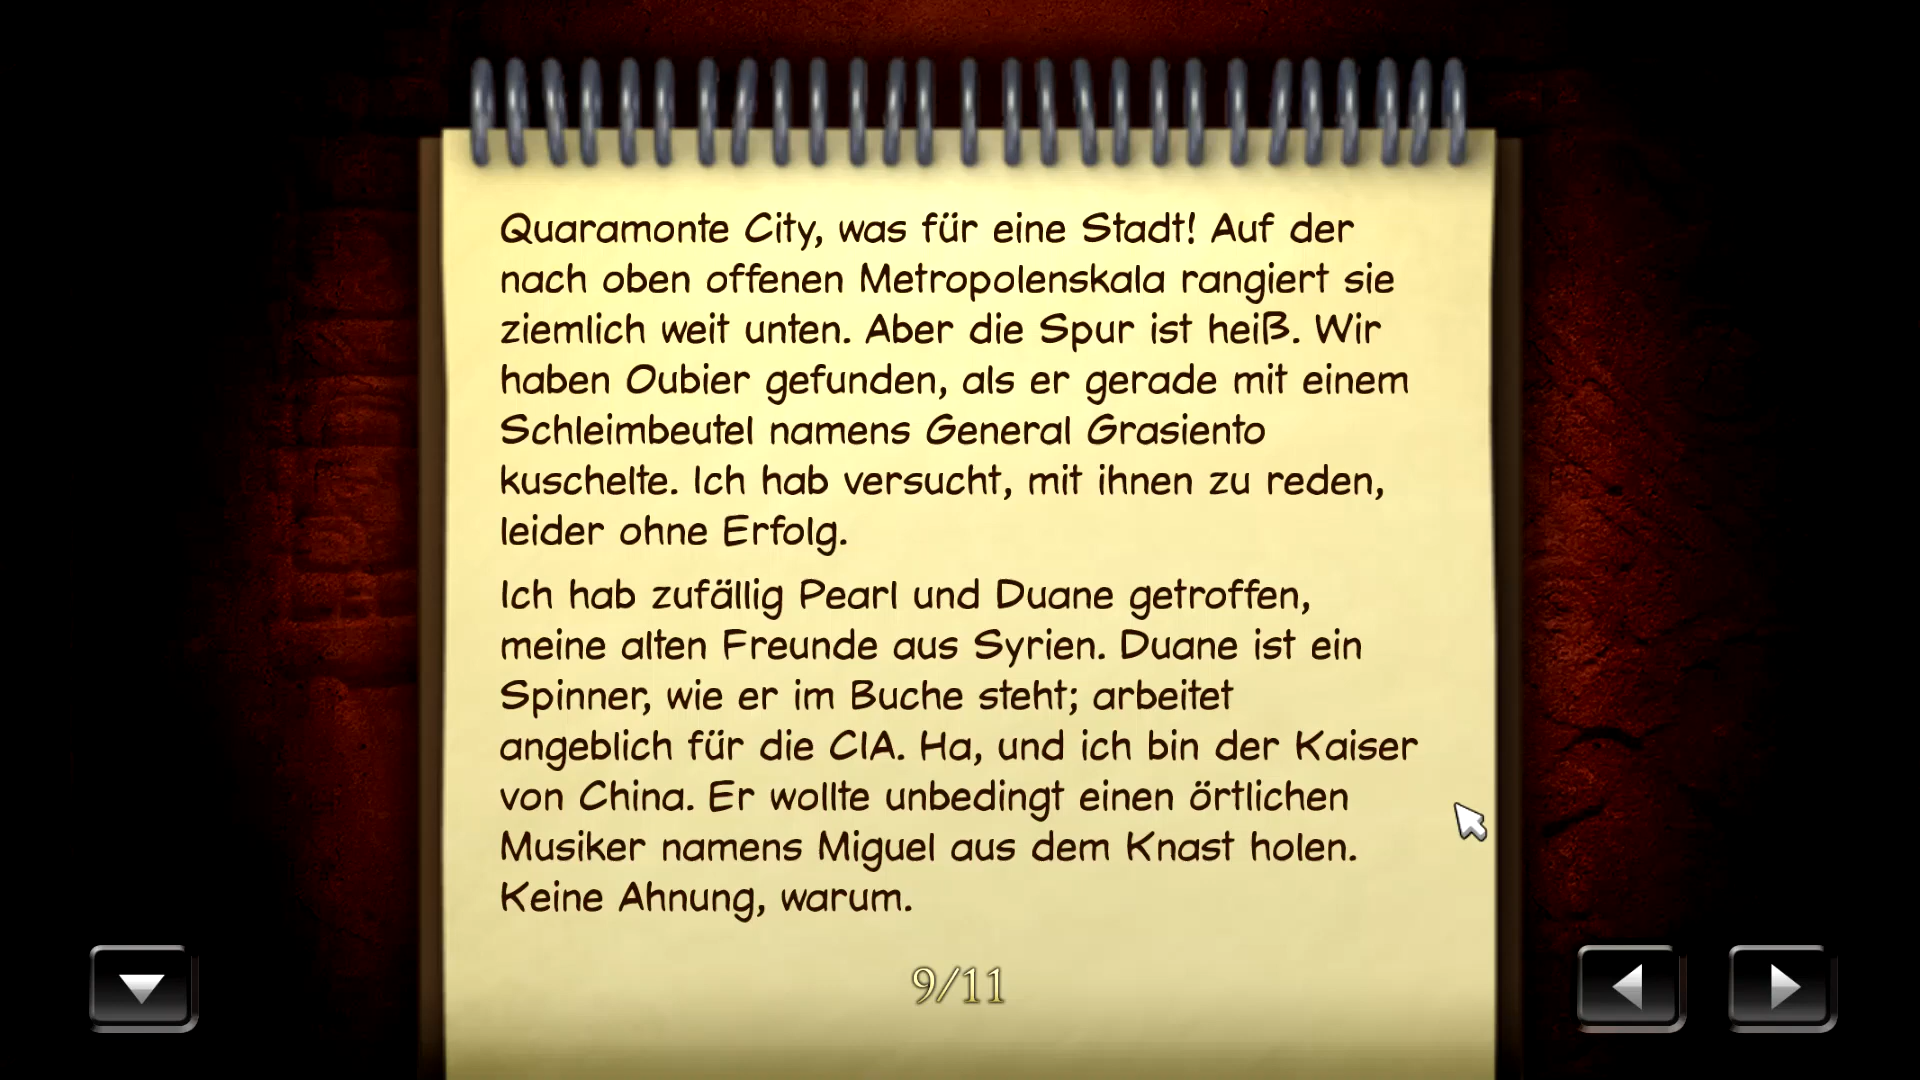 Quaramonte City, was für eine Stadt! Auf der
nach oben offenen Metropolenskala rangiert sie
ziemlich weit unten. Aber die Spur ist heiß. Wir
haben Oubier gefunden, als er gerade mit einem
Schleimbeutel namens General Grasiento
kuschelte. Ich hab versucht, mit ihnen zu reden,
leider ohne Erfolg.
Ich hab zufällig Pearl und Duane getroffen,
meine alten Freunde aus Syrien. Duane ist ein
Spinner, wie er im Buche steht; arbeitet
angeblich für die CIA. Ha, und ich bin der Kaiser
von China. Er wollte unbedingt einen örtlichen
Musiker namens Miguel aus dem Knast holen.
Keine Ahnung, warum.
9/11